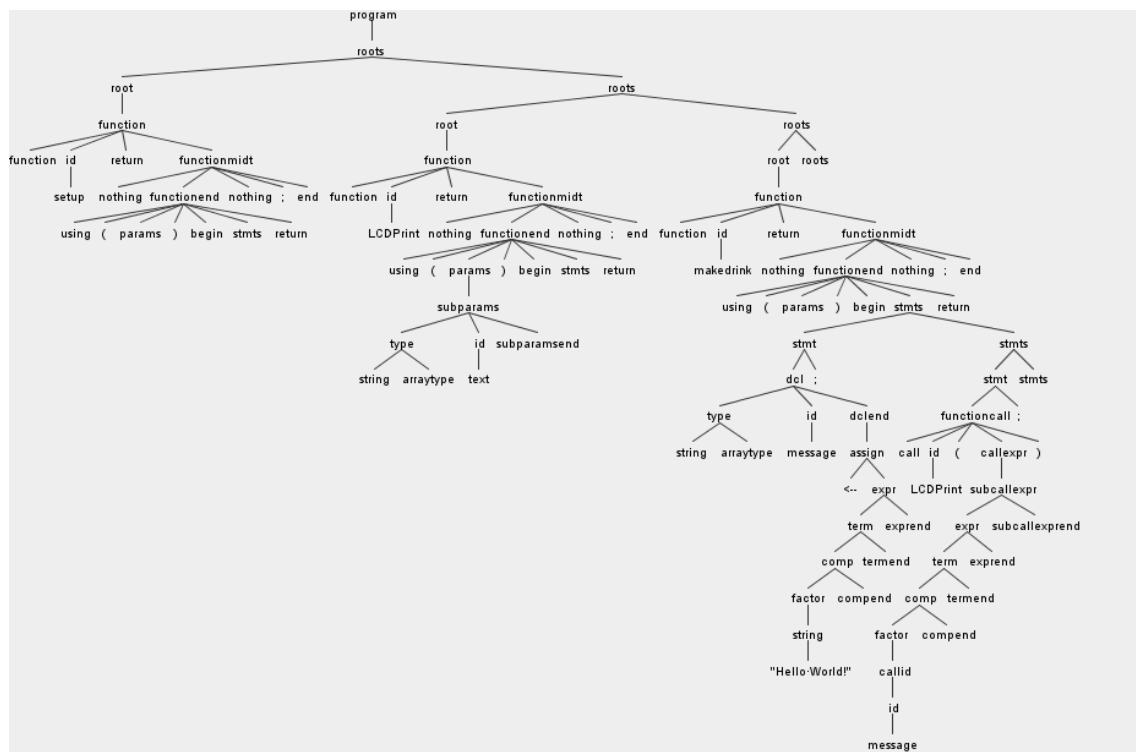 program
roots
root roots
function root roots
function id return functionmidt function root roots
setup nothing functionend nothing ; end function id return functionmidt function
using ( params ) begin stmts return LCDPrint nothing functionend nothing ; end function id return functionmidt
using ( params ) begin stmts return makedrink nothing functionend nothing ; end
subparams using ( params ) begin stmts return
type id subparamsend stmt stmts
string arraytype text dcl ; stmt stmts
type id dclend functioncall ;
string arraytype message assign call id ( callexpr )
<-- expr LCDPrint subcallexpr
term exprend expr subcallexprend
comp termend term exprend
factor compend comp termend
string factor compend
"Hello·World!" callid
id
message